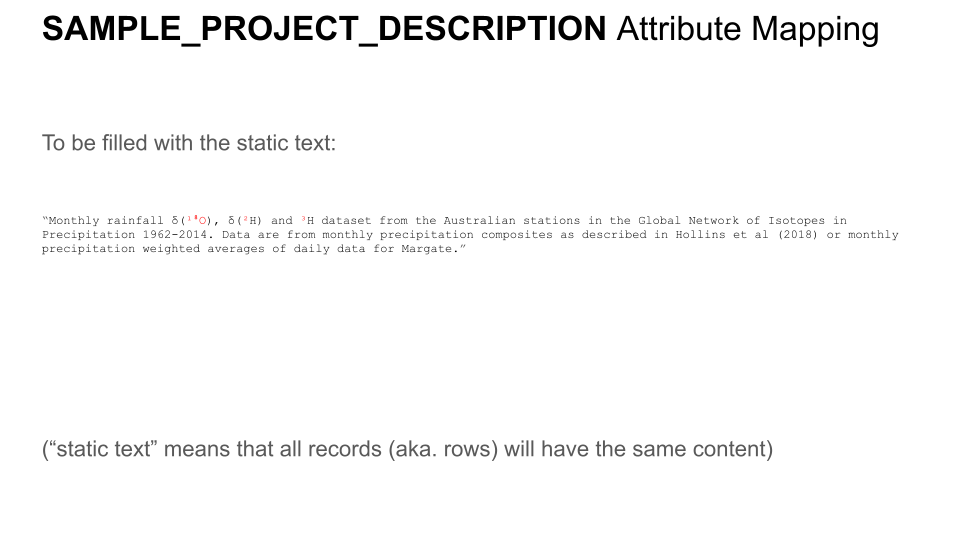 SAMPLE_PROJECT_DESCRIPTION Attribute Mapping
To be filled with the static text:
“Monthly rainfall δ(¹⁸O), δ(²H) and ³H dataset from the Australian stations in the Global Network of Isotopes in
Precipitation 1962-2014. Data are from monthly precipitation composites as described in Hollins et al (2018) or monthly
precipitation weighted averages of daily data for Margate.”
(“static text” means that all records (aka. rows) will have the same content)